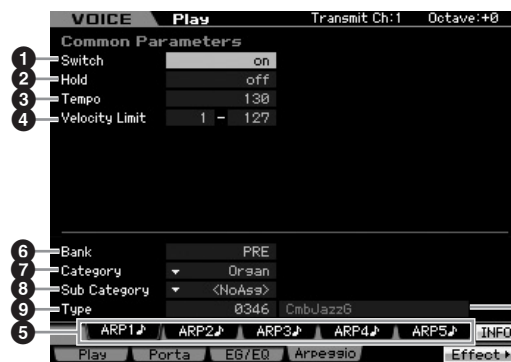 VOICE Play Transmit Ch:1 Octave:+0
Common Parameters
1 Switch on
2 Hold off
3 Tempo 130
4 Velocity Limit 1 - 127
6 Bank PRE
7 Category Organ
8 Sub Category <NoAsg>
9 Type 0346 CmbJazzG
5 ARP1♪ ARP2♪ ARP3♪ ARP4♪ ARP5♪ INFO
Play Porta EG/EQ Arpeggio Effect